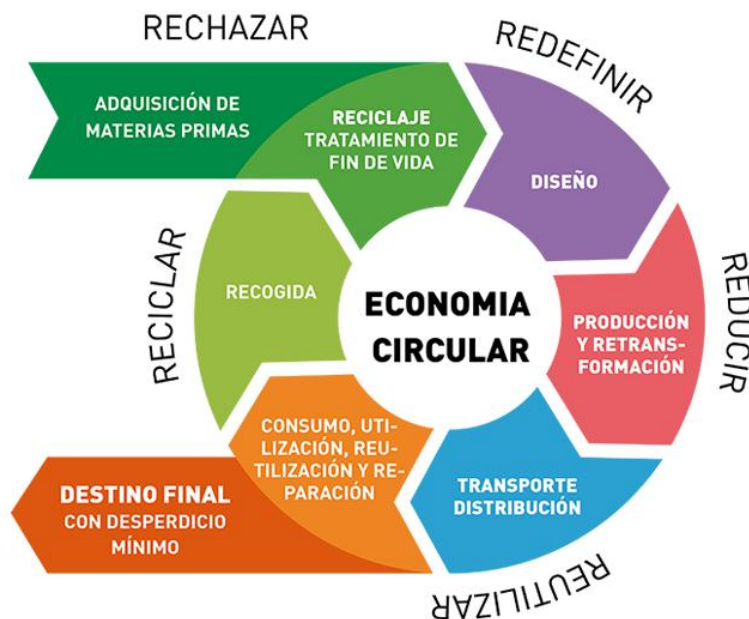 RECHAZAR
REDEFINIR
ADQUISICIÓN DE
MATERIAS PRIMAS
RECICLAJE
TRATAMIENTO DE
FIN DE VIDA
DISEÑO
REDUCIR
PRODUCCIÓN
Y RETRANS-
FORMACIÓN
ECONOMIA
CIRCULAR
RECOGIDA
RECICLAR
CONSUMO, UTI-
LIZACIÓN, REU-
TILIZACIÓN Y RE-
PARACIÓN
TRANSPORTE
DISTRIBUCIÓN
DESTINO FINAL
CON DESPERDICIO
MÍNIMO
REUTILIZAR